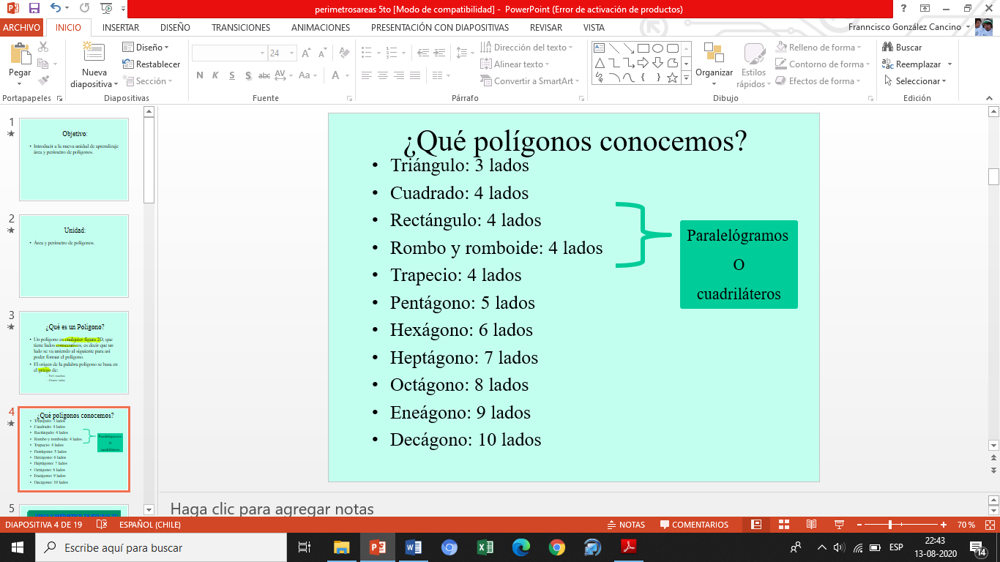 perimetrosareas 5to [Modo de compatibilidad] - PowerPoint (Error de activación de productos)
ARCHIVO INICIO INSERTAR DISEÑO TRANSICIONES ANIMACIONES PRESENTACIÓN CON DIAPOSITIVAS REVISAR VISTA Franncisco González Cancino
Pegar
Portapapeles
Nueva diapositiva
Diseño
Restablecer
Sección
Diapositivas
24
N K S S abc AV Aa A
Fuente
Dirección del texto
Alinear texto
Convertir a SmartArt
Párrafo
Organizar
Estilos rápidos
Relleno de forma
Contorno de forma
Efectos de forma
Dibujo
Buscar
Reemplazar
Seleccionar
Edición
1
Objetivo:
• Introducir a la nueva unidad de aprendizaje
área y perímetro de polígonos.
2
Unidad:
• Área y perímetro de polígonos.
3
¿Qué es un Polígono?
• Un polígono es cualquier figura 2D, que
tiene lados consecutivos, es decir que un
lado se va uniendo al siguiente para así
poder formar el polígono.
• El origen de la palabra polígono se basa en
el griego de:
4
¿Qué polígonos conocemos?
• Triángulo: 3 lados
• Cuadrado: 4 lados
• Rectángulo: 4 lados
• Rombo y romboide: 4 lados
• Trapecio: 4 lados
• Pentágono: 5 lados
• Hexágono: 6 lados
• Heptágono: 7 lados
• Octágono: 8 lados
• Eneágono: 9 lados
• Decágono: 10 lados
Paralelógramos
O
cuadriláteros
5
¿Qué polígonos conocemos?
• Triángulo: 3 lados
• Cuadrado: 4 lados
• Rectángulo: 4 lados
• Rombo y romboide: 4 lados
• Trapecio: 4 lados
• Pentágono: 5 lados
• Hexágono: 6 lados
• Heptágono: 7 lados
• Octágono: 8 lados
• Eneágono: 9 lados
• Decágono: 10 lados
Paralelógramos
O
cuadriláteros
Haga clic para agregar notas
DIAPOSITIVA 4 DE 19 ESPAÑOL (CHILE) NOTAS COMENTARIOS 70 %
Escribe aquí para buscar
ESP
22:43
13-08-2020
14